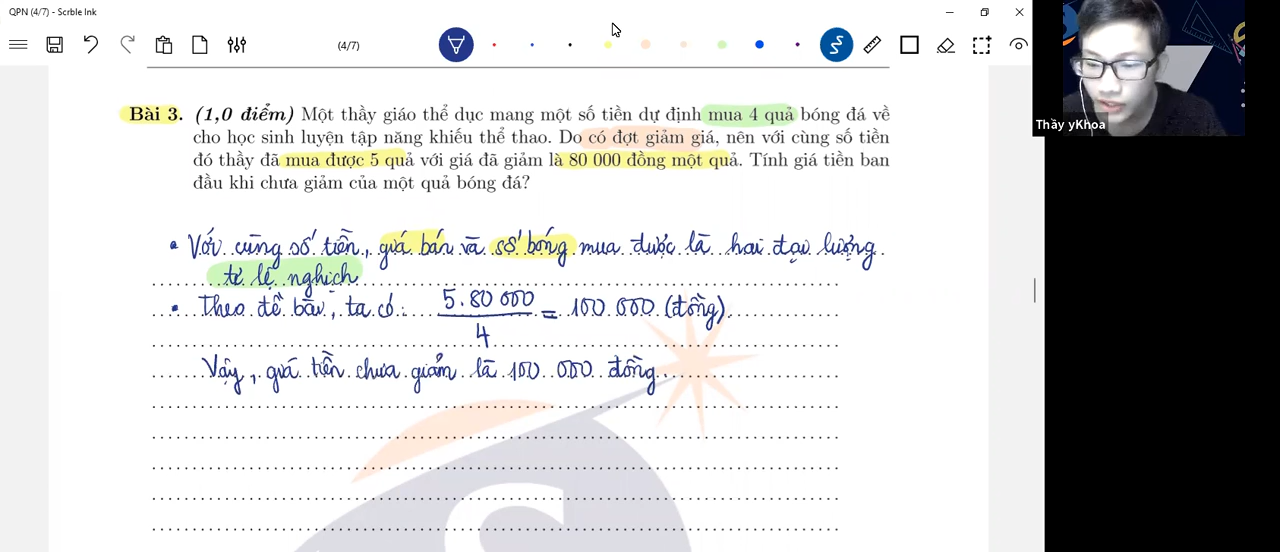 QPN (4/7) - Scrble Ink
(4/7)
Thầy yKhoa
Bài 3. (1,0 điểm) Một thầy giáo thể dục mang một số tiền dự định mua 4 quả bóng đá về
cho học sinh luyện tập năng khiếu thể thao. Do có đợt giảm giá, nên với cùng số tiền
đó thầy đã mua được 5 quả với giá đã giảm là 80 000 đồng một quả. Tính giá tiền ban
đầu khi chưa giảm của một quả bóng đá?
• Với cùng số tiền, giá bán và số bóng mua được là hai đại lượng
tỉ lệ nghịch
• Theo đề bài, ta có: 5.80 000 / 4 = 100.000 (đồng)
Vậy, giá tiền chưa giảm là 100 000 đồng